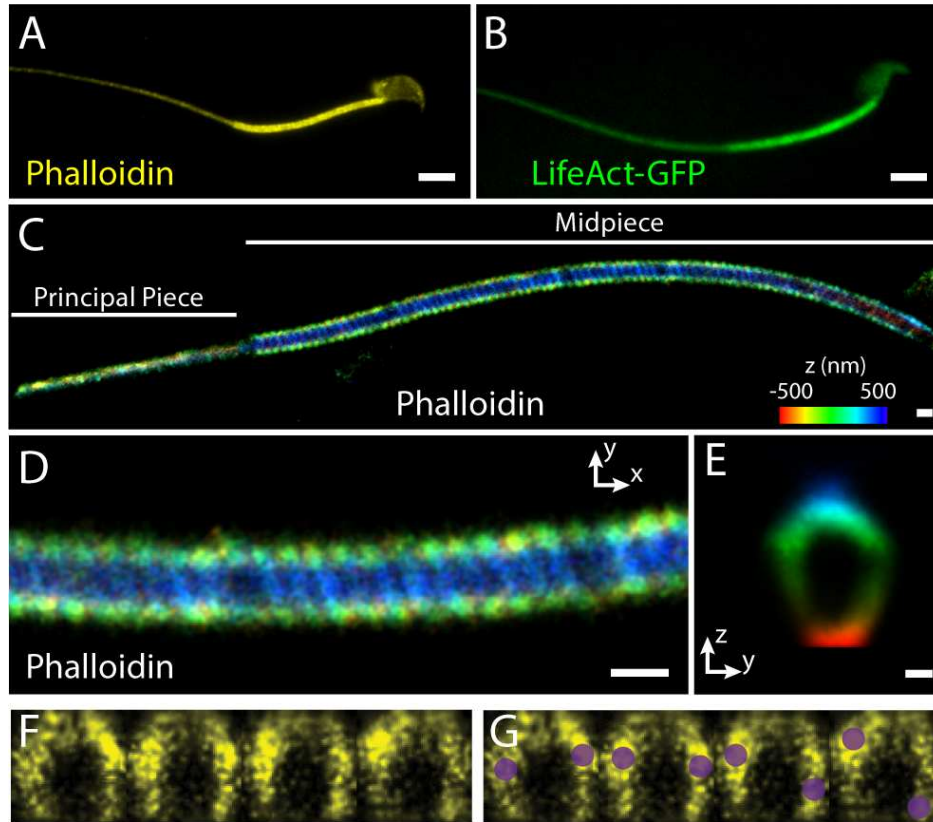 A
Phalloidin
B
LifeAct-GFP
C
Midpiece
Principal Piece
Phalloidin
z (nm)
-500 500
D
y
x
Phalloidin
E
z
y
F
G